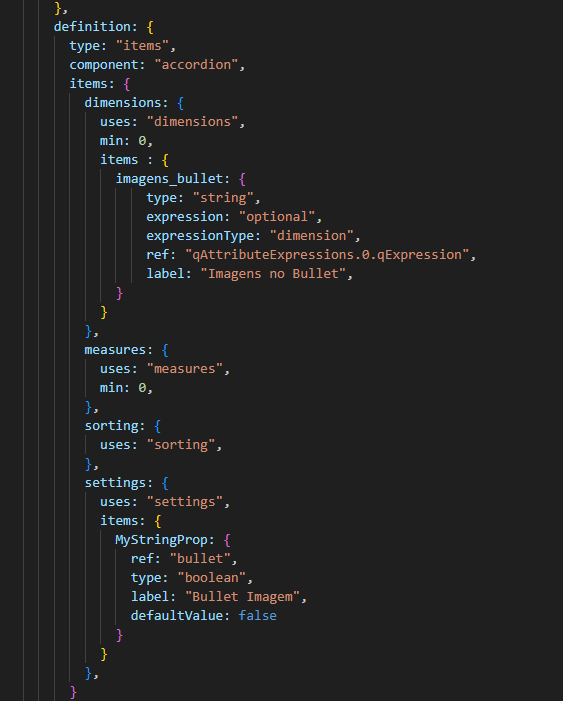 },
definition: {
type: "items",
component: "accordion",
items: {
dimensions: {
uses: "dimensions",
min: 0,
items : {
imagens_bullet: {
type: "string",
expression: "optional",
expressionType: "dimension",
ref: "qAttributeExpressions.0.qExpression",
label: "Imagens no Bullet",
}
}
},
measures: {
uses: "measures",
min: 0,
},
sorting: {
uses: "sorting",
},
settings: {
uses: "settings",
items: {
MyStringProp: {
ref: "bullet",
type: "boolean",
label: "Bullet Imagem",
defaultValue: false
}
}
},
}